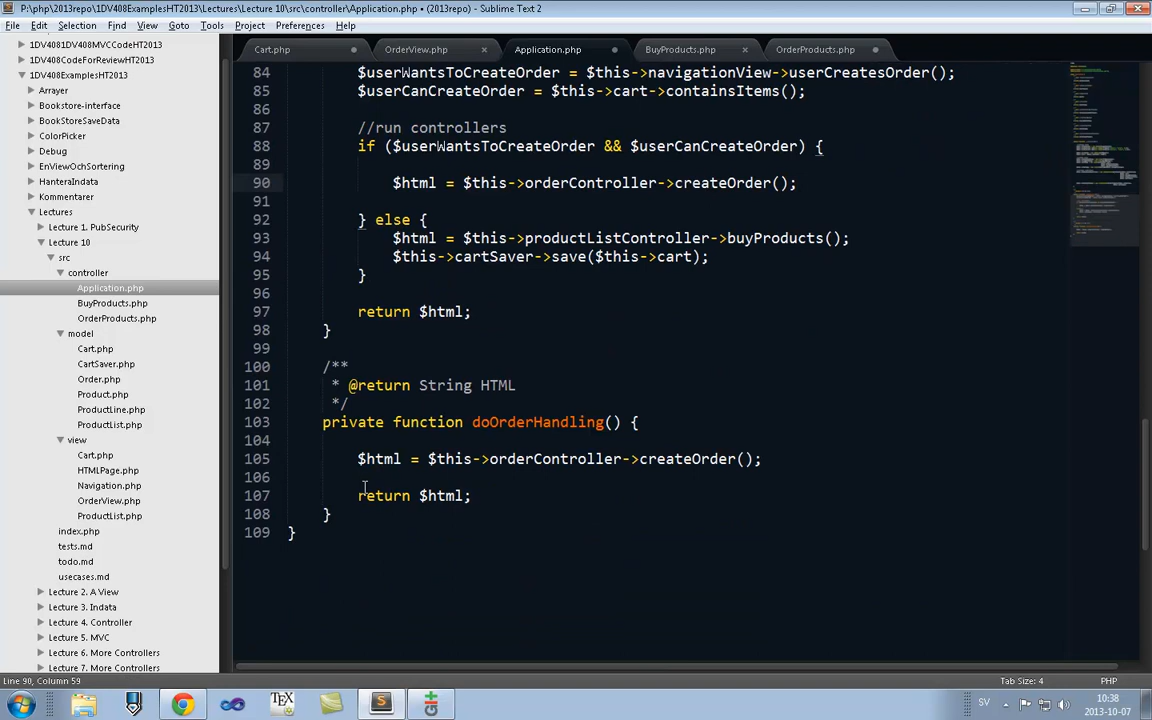 P:\php\2013repo\1DV408ExamplesHT2013\Lectures\Lecture 10\src\controller\Application.php • (2013repo) - Sublime Text 2
File Edit Selection Find View Goto Tools Project Preferences Help
1DV4081DV408MVCCodeHT2013
1DV408CodeForReviewHT2013
1DV408ExamplesHT2013
Arrayer
Bookstore-interface
BookStoreSaveData
ColorPicker
Debug
EnViewOchSortering
HanteraIndata
Kommentarer
Lectures
Lecture 1. PubSecurity
Lecture 10
src
controller
Application.php
BuyProducts.php
OrderProducts.php
model
Cart.php
CartSaver.php
Order.php
Product.php
ProductLine.php
ProductList.php
view
Cart.php
HTMLPage.php
Navigation.php
OrderView.php
ProductList.php
index.php
tests.md
todo.md
usecases.md
Lecture 2. A View
Lecture 3. Indata
Lecture 4. Controller
Lecture 5. MVC
Lecture 6. More Controllers
Lecture 7. More Controllers
Cart.php OrderView.php Application.php BuyProducts.php OrderProducts.php
84 $userWantsToCreateOrder = $this->navigationView->userCreatesOrder();
85 $userCanCreateOrder = $this->cart->containsItems();
86
87 //run controllers
88 if ($userWantsToCreateOrder && $userCanCreateOrder) {
89
90 $html = $this->orderController->createOrder();
91
92 } else {
93 $html = $this->productListController->buyProducts();
94 $this->cartSaver->save($this->cart);
95 }
96
97 return $html;
98 }
99
100 /**
101 * @return String HTML
102 */
103 private function doOrderHandling() {
104
105 $html = $this->orderController->createOrder();
106
107 return $html;
108 }
109 }
Line 90, Column 59
Tab Size: 4 PHP
SV
10:38
2013-10-07